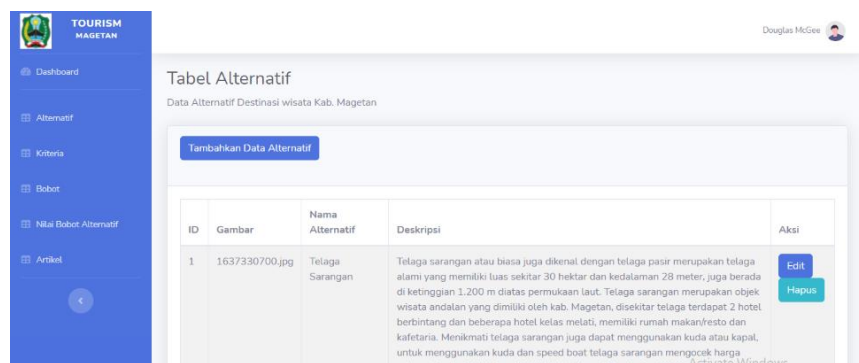 TOURISM
MAGETAN
Douglas McGee
Dashboard
Alternatif
Kriteria
Bobot
Nilai Bobot Alternatif
Artikel
Tabel Alternatif
Data Alternatif Destinasi wisata Kab. Magetan
Tambahkan Data Alternatif
ID Gambar Nama Alternatif Deskripsi Aksi
1 1637330700.jpg Telaga Sarangan
Telaga sarangan atau biasa juga dikenal dengan telaga pasir merupakan telaga
alami yang memiliki luas sekitar 30 hektar dan kedalaman 28 meter, juga berada
di ketinggian 1.200 m diatas permukaan laut. Telaga sarangan merupakan objek
wisata andalan yang dimiliki oleh kab. Magetan, disekitar telaga terdapat 2 hotel
berbintang dan beberapa hotel kelas melati, memiliki rumah makan/resto dan
kafetaria. Menikmati telaga sarangan juga dapat menggunakan kuda atau kapal,
untuk menggunakan kuda dan speed boat telaga sarangan mengocek harga
Edit
Hapus
Activate Windows